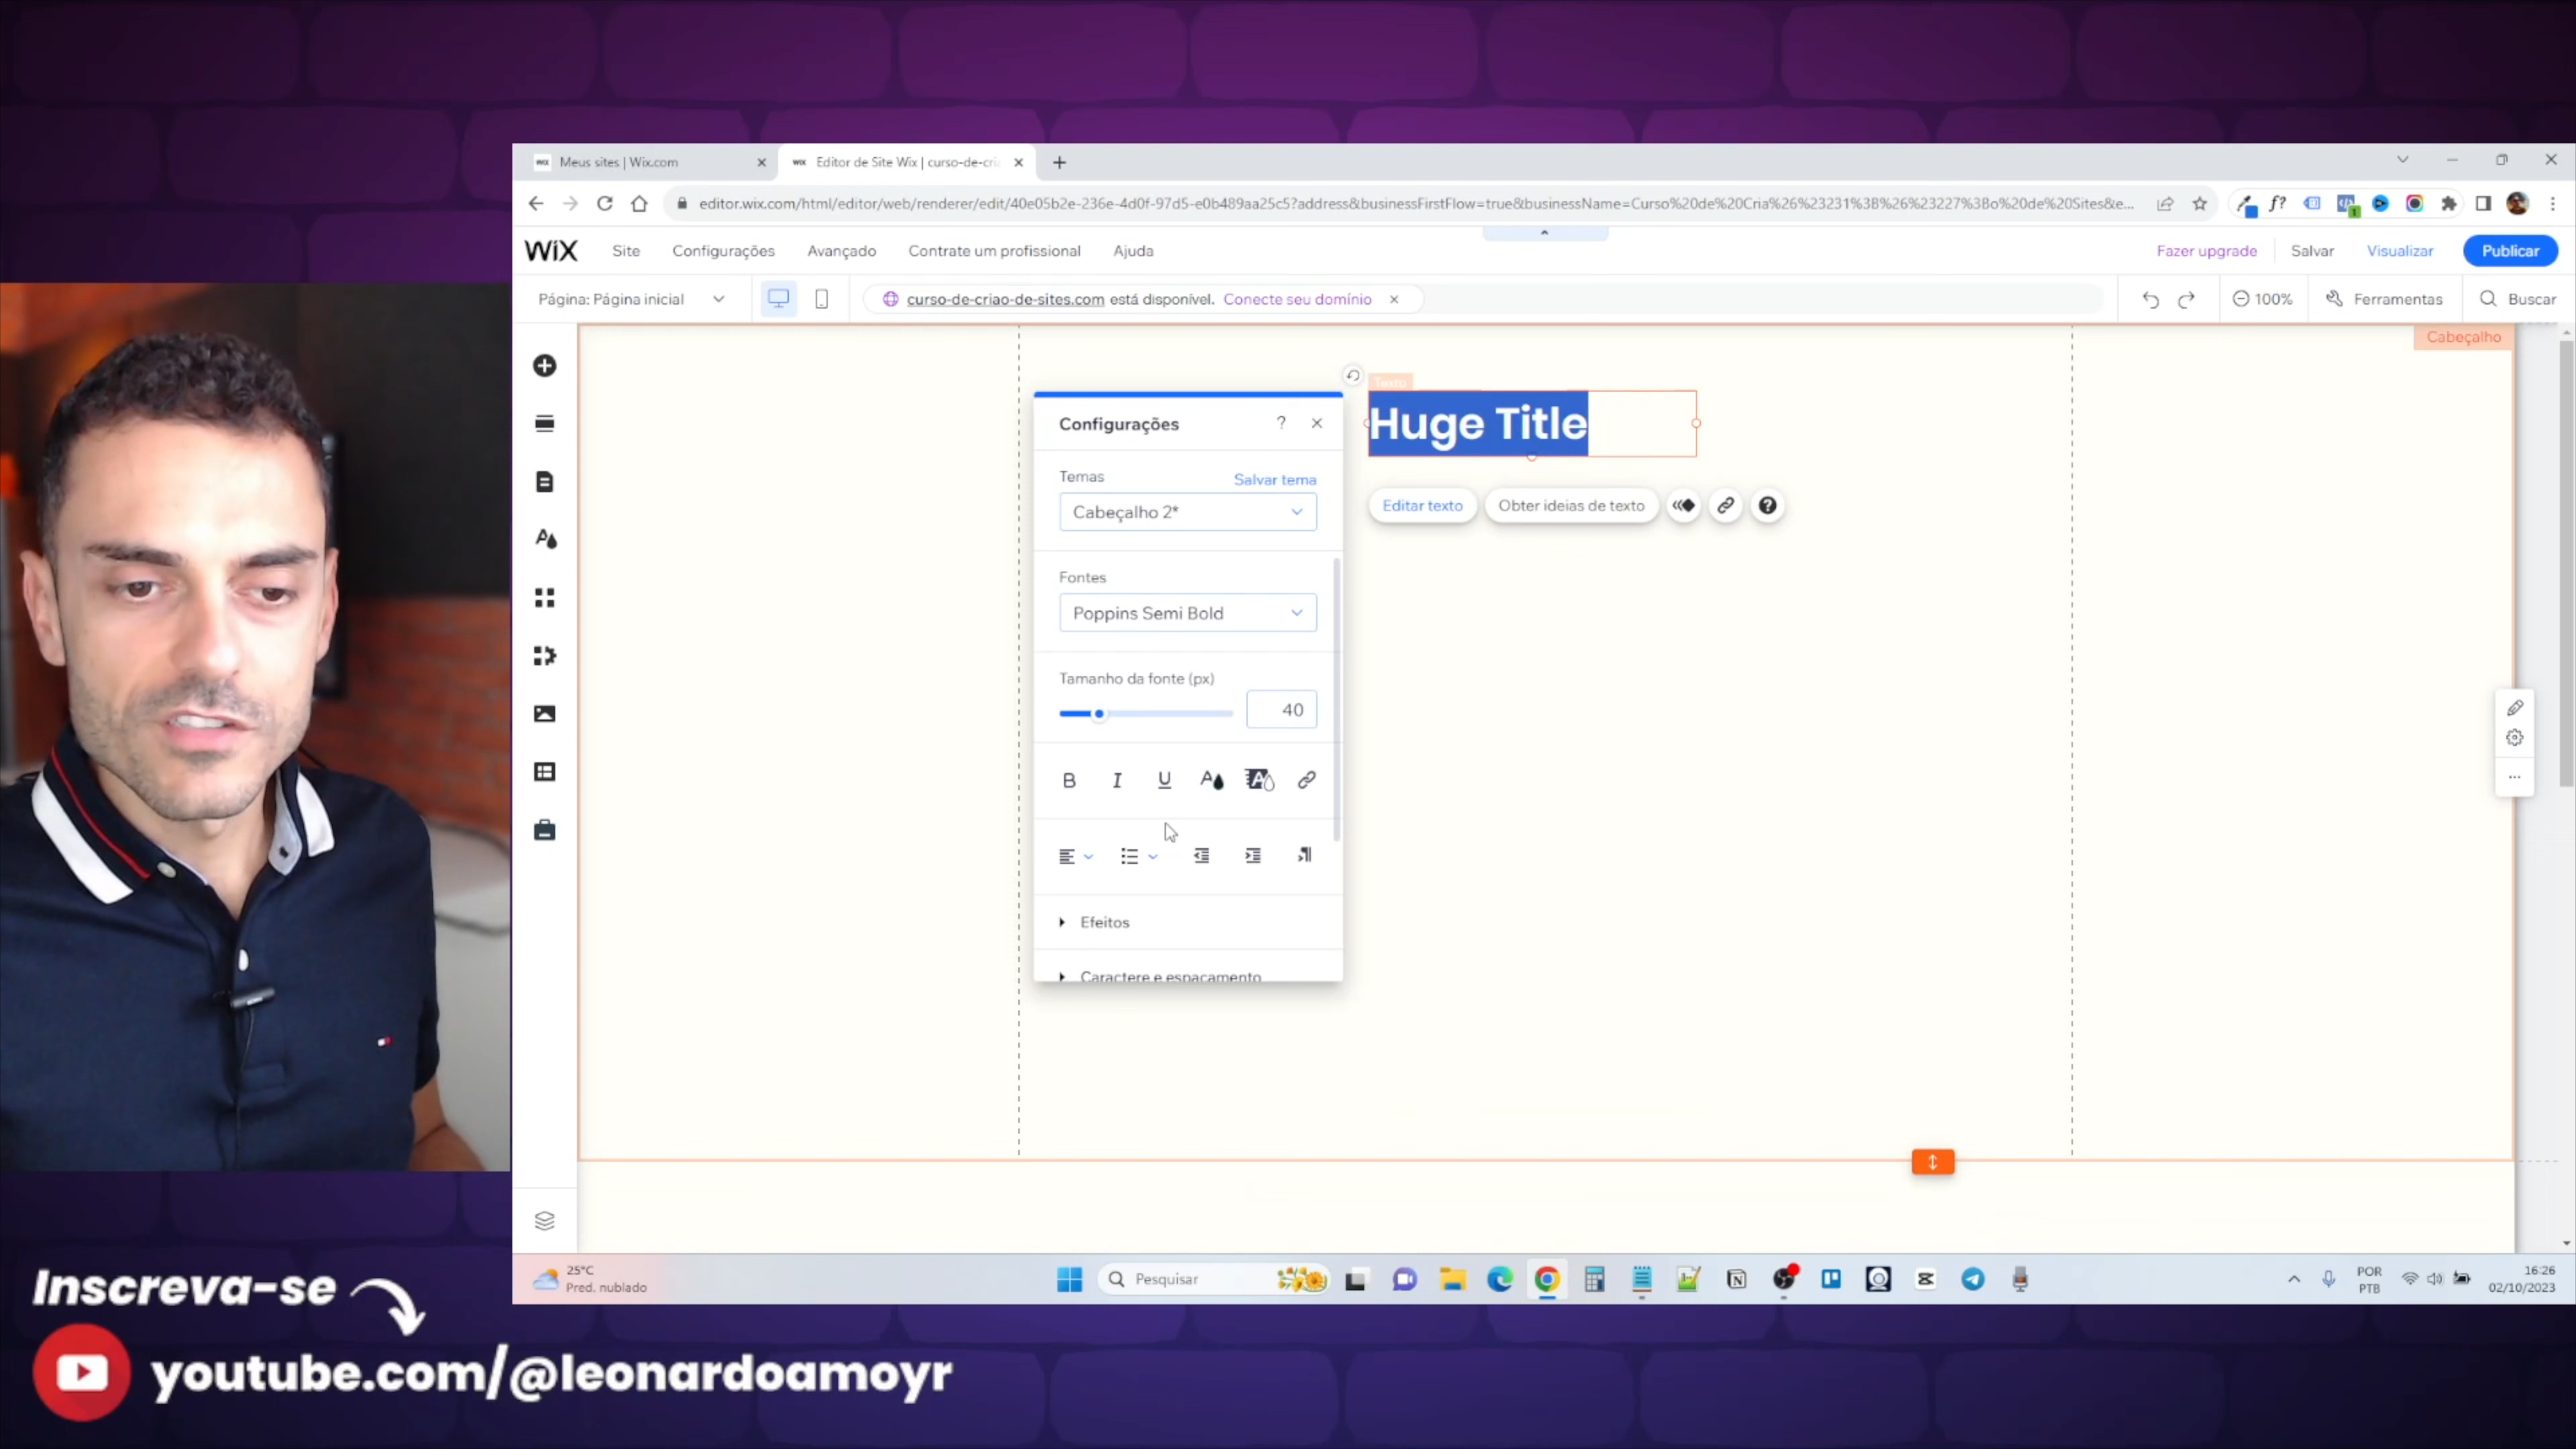 Meus sites | Wix.com
Editor de Site Wix | curso-de-cri
editor.wix.com/html/editor/web/renderer/edit/40e05b2e-236e-4d0f-97d5-e0b489aa25c5?address&businessFirstFlow=true&businessName=Curso%20de%20Cria%26%23231%38%26%23227%38o%20de%20Sites&e...
WiX
Site
Configurações
Avançado
Contrate um profissional
Ajuda
Fazer upgrade
Salvar
Visualizar
Publicar
Página: Página inicial
curso-de-criao-de-sites.com está disponível. Conecte seu domínio
100%
Ferramentas
Buscar
Cabeçalho
Texto
Huge Title
Editar texto
Obter ideias de texto
Configurações
Temas
Salvar tema
Cabeçalho 2*
Fontes
Poppins Semi Bold
Tamanho da fonte (px)
40
B I U
Efeitos
Caractere e espaçamento
25°C
Pred. nublado
Pesquisar
POR
PTB
16:26
02/10/2023
Inscreva-se
youtube.com/@leonardoamoyr